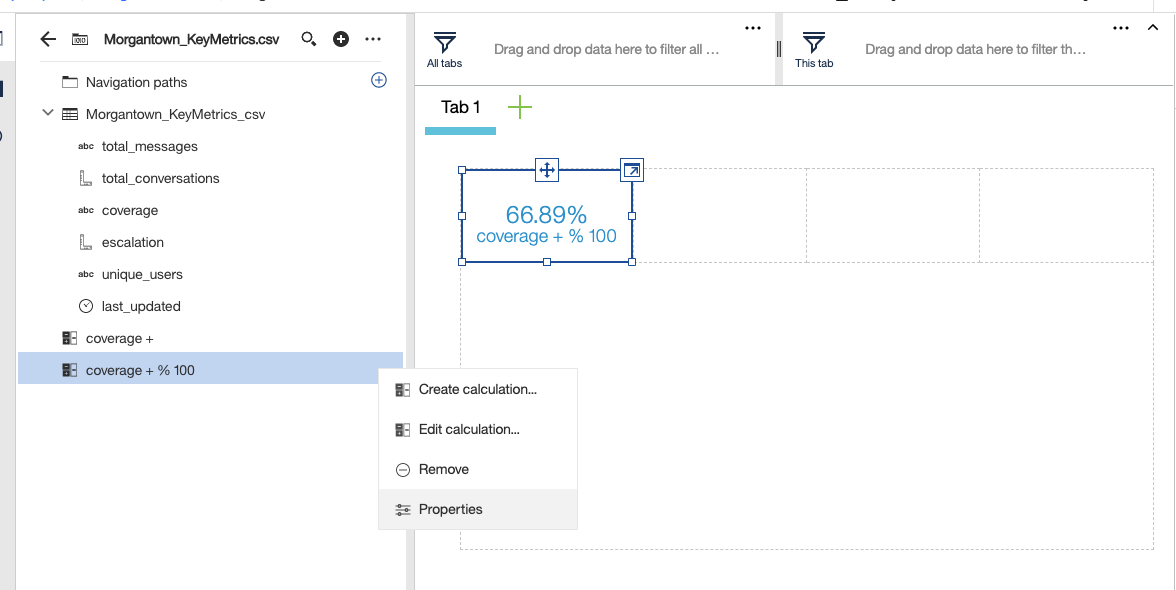 Morgantown_KeyMetrics.csv
Navigation paths
Morgantown_KeyMetrics_csv
abc total_messages
total_conversations
abc coverage
escalation
abc unique_users
last_updated
coverage +
coverage + % 100
Create calculation...
Edit calculation...
Remove
Properties
All tabs
Drag and drop data here to filter all ...
This tab
Drag and drop data here to filter th...
Tab 1
66.89%
coverage + % 100